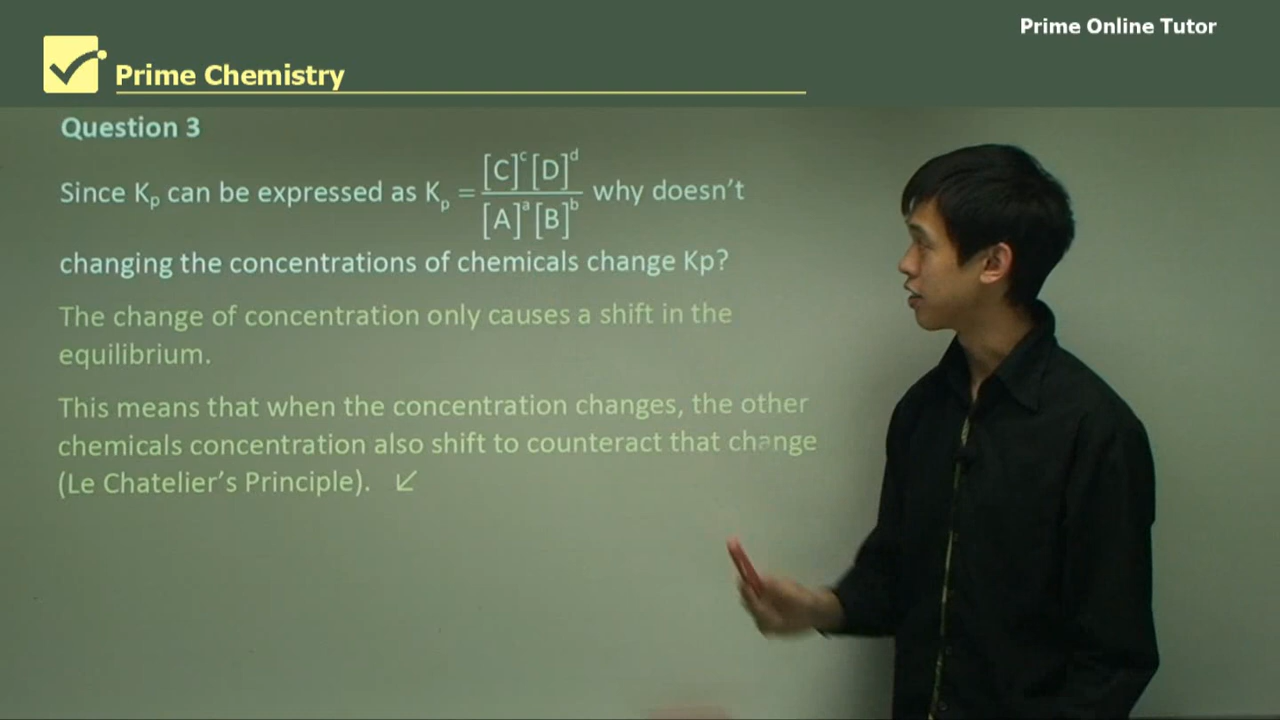 Prime Online Tutor
Prime Chemistry
Question 3
Since Kp can be expressed as Kp = [C]^c [D]^d / [A]^a [B]^b why doesn't
changing the concentrations of chemicals change Kp?
The change of concentration only causes a shift in the
equilibrium.
This means that when the concentration changes, the other
chemicals concentration also shift to counteract that change
(Le Chatelier's Principle). ↙